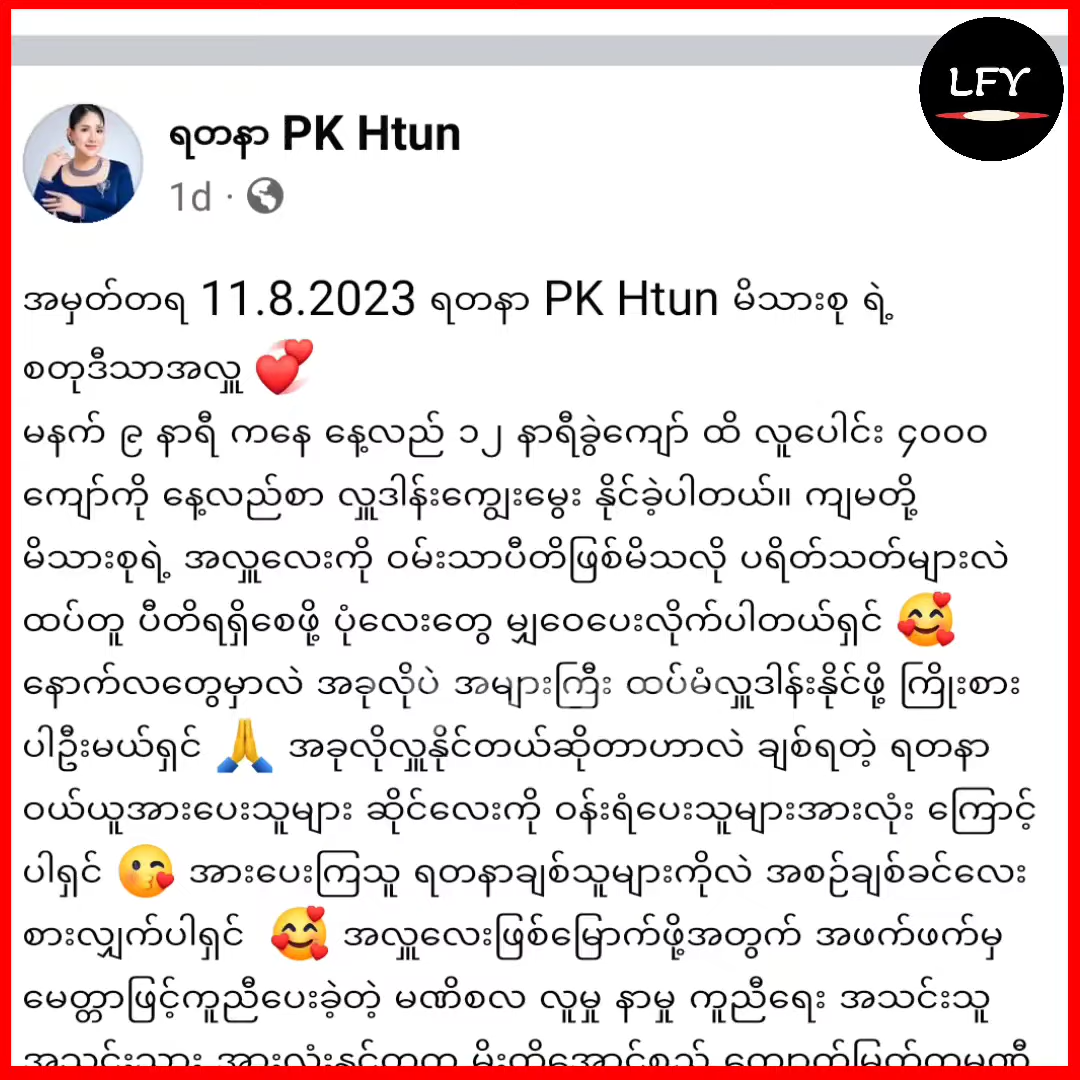 LFY
ရတနာ PK Htun
1d ·
အမှတ်တရ 11.8.2023 ရတနာ PK Htun မိသားစု ရဲ့
စတုဒီသာအလှူ 💞
မနက် ၉ နာရီ ကနေ နေ့လည် ၁၂ နာရီခွဲကျော် ထိ လူပေါင်း ၄၀၀၀
ကျော်ကို နေ့လည်စာ လှူဒါန်းကျွေးမွေး နိုင်ခဲ့ပါတယ်။ ကျမတို့
မိသားစုရဲ့ အလှူလေးကို ဝမ်းသာပီတိဖြစ်မိသလို ပရိတ်သတ်များလဲ
ထပ်တူ ပီတိရရှိစေဖို့ ပုံလေးတွေ မျှဝေပေးလိုက်ပါတယ်ရှင် 🥰
နောက်လတွေမှာလဲ အခုလိုပဲ အများကြီး ထပ်မံလှူဒါန်းနိုင်ဖို့ ကြိုးစား
ပါဦးမယ်ရှင် 🙏 အခုလိုလှူနိုင်တယ်ဆိုတာဟာလဲ ချစ်ရတဲ့ ရတနာ
ဝယ်ယူအားပေးသူများ ဆိုင်လေးကို ဝန်းရံပေးသူများအားလုံး ကြောင့်
ပါရှင် 😘 အားပေးကြသူ ရတနာချစ်သူများကိုလဲ အစဉ်ချစ်ခင်လေး
စားလျှက်ပါရှင် 🥰 အလှူလေးဖြစ်မြောက်ဖို့အတွက် အဖက်ဖက်မှ
မေတ္တာဖြင့်ကူညီပေးခဲ့တဲ့ မဏိစလ လူမှု နာမှု ကူညီရေး အသင်းသူ
အသင်းသား အားလုံးနှင့်တကွ